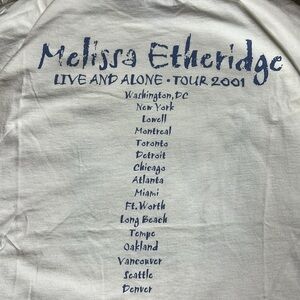 Melissa Etheridge
LIVE AND ALONE • TOUR 2001
Washington, DC
New York
Lowell
Montreal
Toronto
Detroit
Chicago
Atlanta
Miami
Ft. Worth
Long Beach
Tempe
Oakland
Vancouver
Seattle
Denver